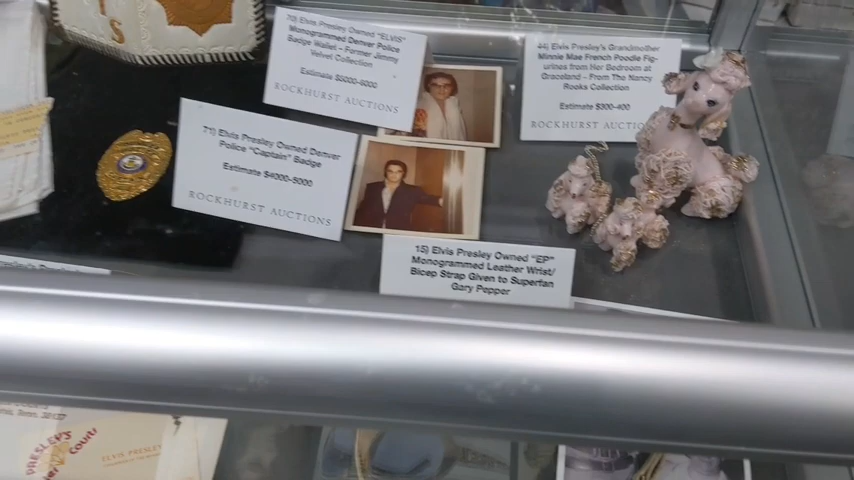 70) Elvis Presley Owned "ELVIS"
Monogrammed Denver Police
Badge Wallet – Former Jimmy
Velvet Collection
Estimate $5000-6000
ROCKHURST AUCTIONS
44) Elvis Presley's Grandmother
Minnie Mae French Poodle Fig-
urines from Her Bedroom at
Graceland – From The Nancy
Rooks Collection
Estimate $300-400
ROCKHURST AUCTIO
71) Elvis Presley Owned Denver
Police "Captain" Badge
Estimate $4000-5000
ROCKHURST AUCTIONS
15) Elvis Presley Owned "EP"
Monogrammed Leather Wrist/
Bicep Strap Given to Superfan
Gary Pepper
PRESLEY'S
Courts
ELVIS PRESLEY